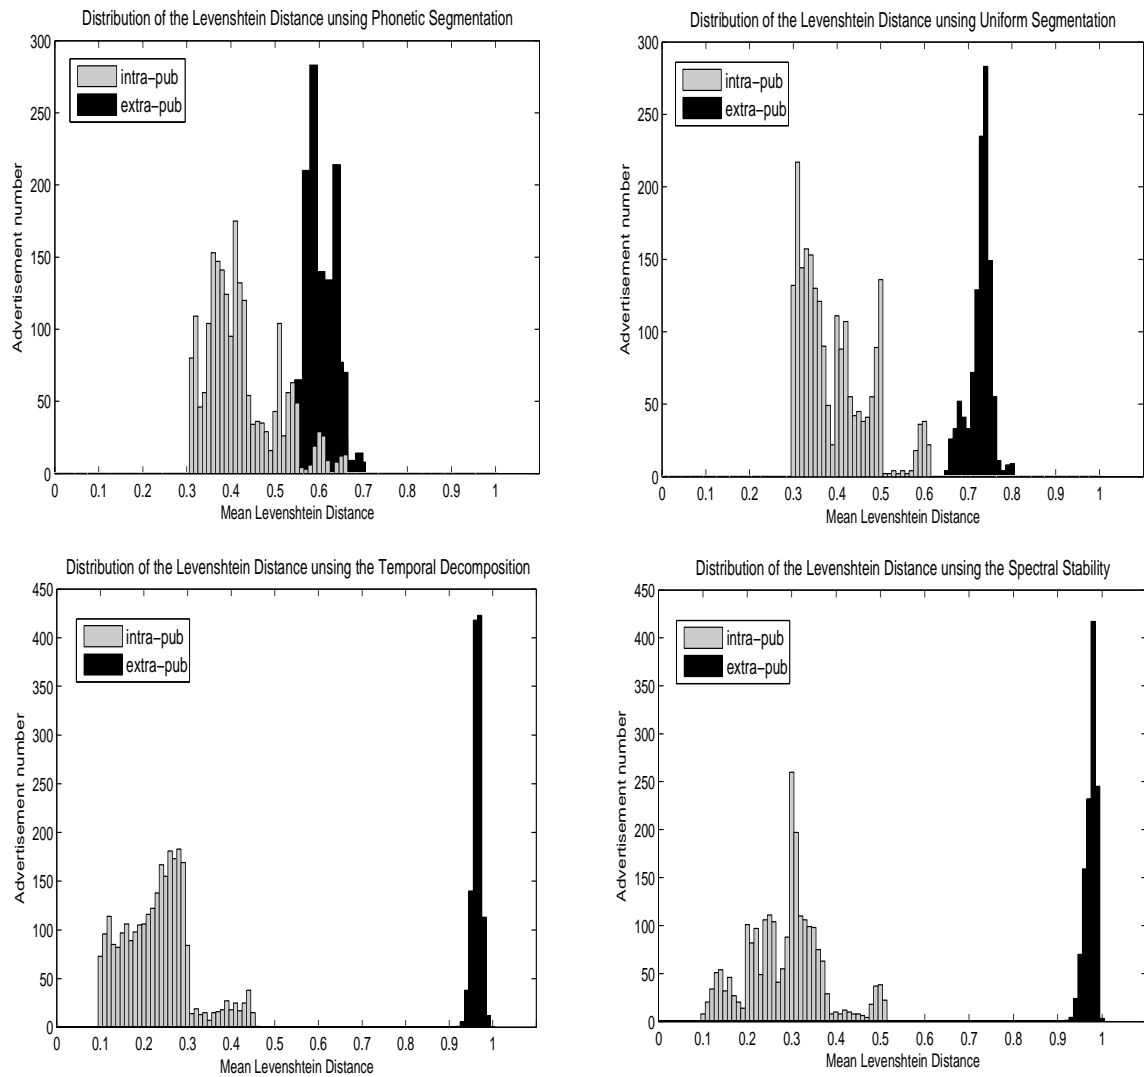 Distribution of the Levenshtein Distance unsing Phonetic Segmentation
300
250
200
150
100
50
0
Advertisement number
intra-pub
extra-pub
0 0.1 0.2 0.3 0.4 0.5 0.6 0.7 0.8 0.9 1
Mean Levenshtein Distance
Distribution of the Levenshtein Distance unsing Uniform Segmentation
300
250
200
150
100
50
0
Advertisement number
intra-pub
extra-pub
0 0.1 0.2 0.3 0.4 0.5 0.6 0.7 0.8 0.9 1
Mean Levenshtein Distance
Distribution of the Levenshtein Distance unsing the Temporal Decomposition
450
400
350
300
250
200
150
100
50
0
Advertisement number
intra-pub
extra-pub
0 0.1 0.2 0.3 0.4 0.5 0.6 0.7 0.8 0.9 1
Mean Levenshtein Distance
Distribution of the Levenshtein Distance unsing the Spectral Stability
450
400
350
300
250
200
150
100
50
0
Advertisement number
intra-pub
extra-pub
0 0.1 0.2 0.3 0.4 0.5 0.6 0.7 0.8 0.9 1
Mean Levenshtein Distance